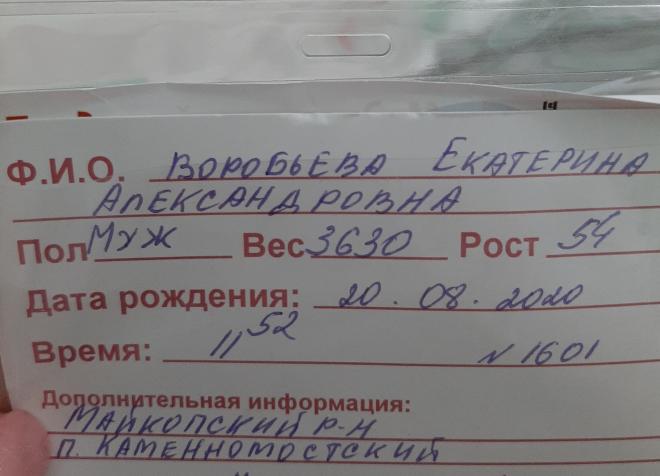 Ф.И.О. ВОРОБЬЕВА ЕКАТЕРИНА
АЛЕКСАНДРОВНА
Пол МУЖ Вес 3630 Рост 54
Дата рождения: 20.08.2020
Время: 11 52 N 1601
Дополнительная информация:
МАЙКОПСКИЙ Р-Н
П. КАМЕННОМОСТСКИЙ